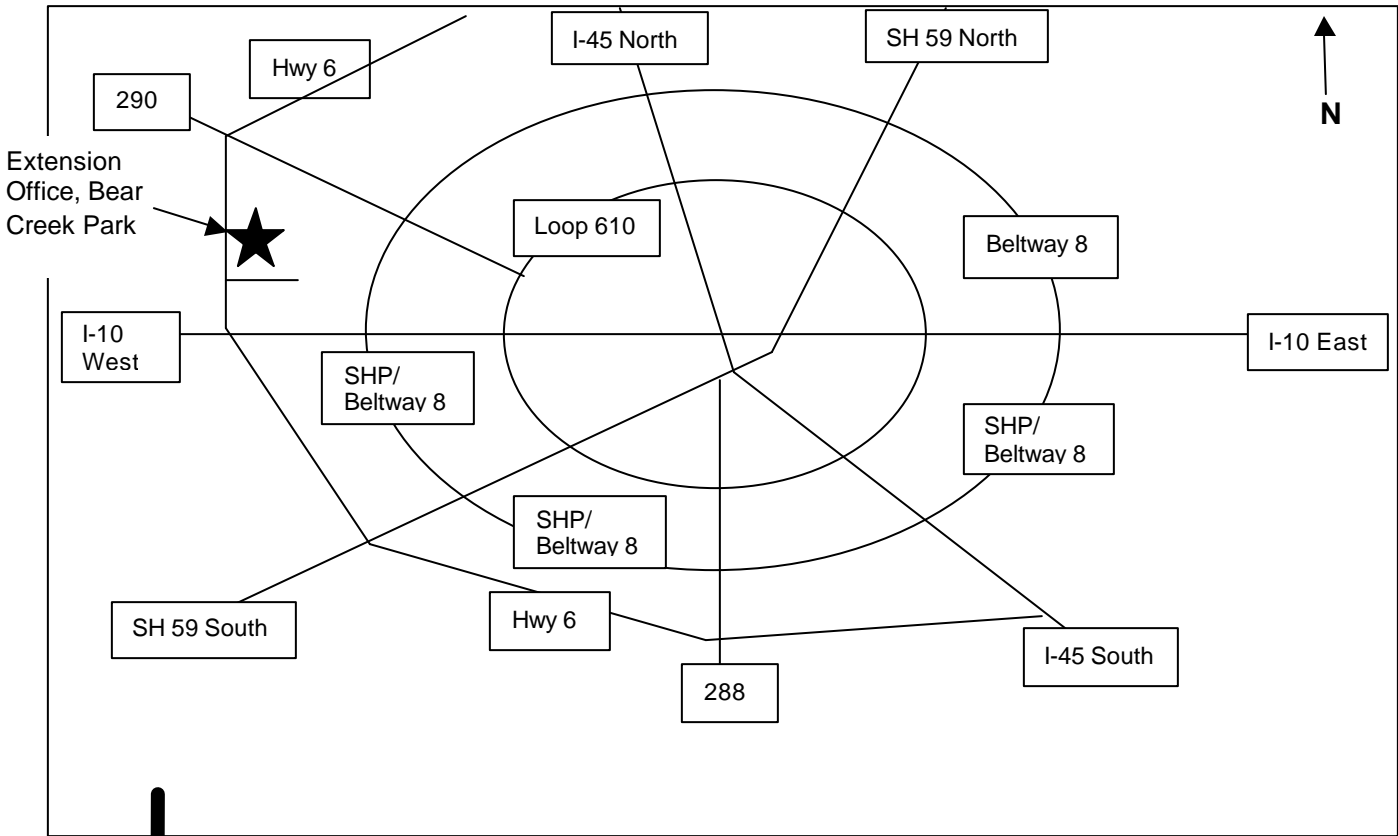 I-45 North
SH 59 North
Hwy 6
290
N
Extension
Office, Bear
Creek Park
Loop 610
Beltway 8
I-10
West
I-10 East
SHP/
Beltway 8
SHP/
Beltway 8
SHP/
Beltway 8
Hwy 6
SH 59 South
I-45 South
288